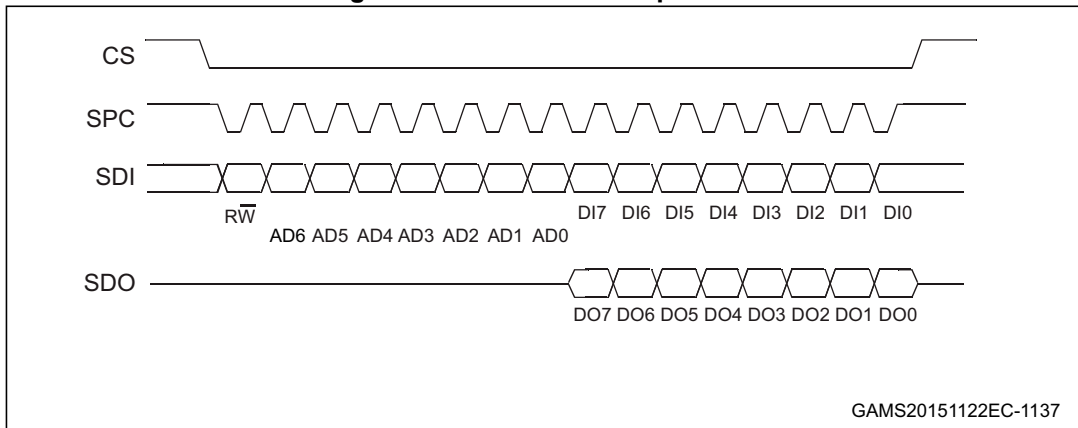 CS
SPC
SDI
RW
DI7 DI6 DI5 DI4 DI3 DI2 DI1 DI0
AD6 AD5 AD4 AD3 AD2 AD1 AD0
SDO
DO7 DO6 DO5 DO4 DO3 DO2 DO1 DO0
GAMS20151122EC-1137